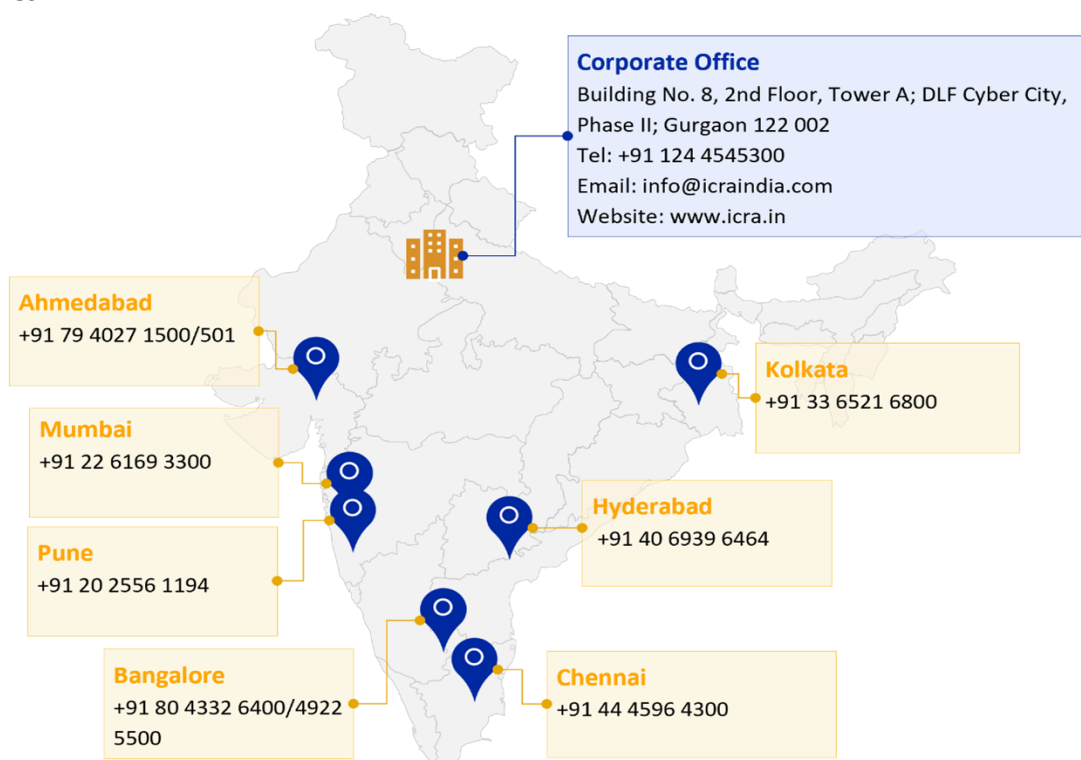 Corporate Office
Building No. 8, 2nd Floor, Tower A; DLF Cyber City,
Phase II; Gurgaon 122 002
Tel: +91 124 4545300
Email: info@icraindia.com
Website: www.icra.in
Ahmedabad
+91 79 4027 1500/501
Kolkata
+91 33 6521 6800
Mumbai
+91 22 6169 3300
Hyderabad
+91 40 6939 6464
Pune
+91 20 2556 1194
Bangalore
+91 80 4332 6400/4922
5500
Chennai
+91 44 4596 4300